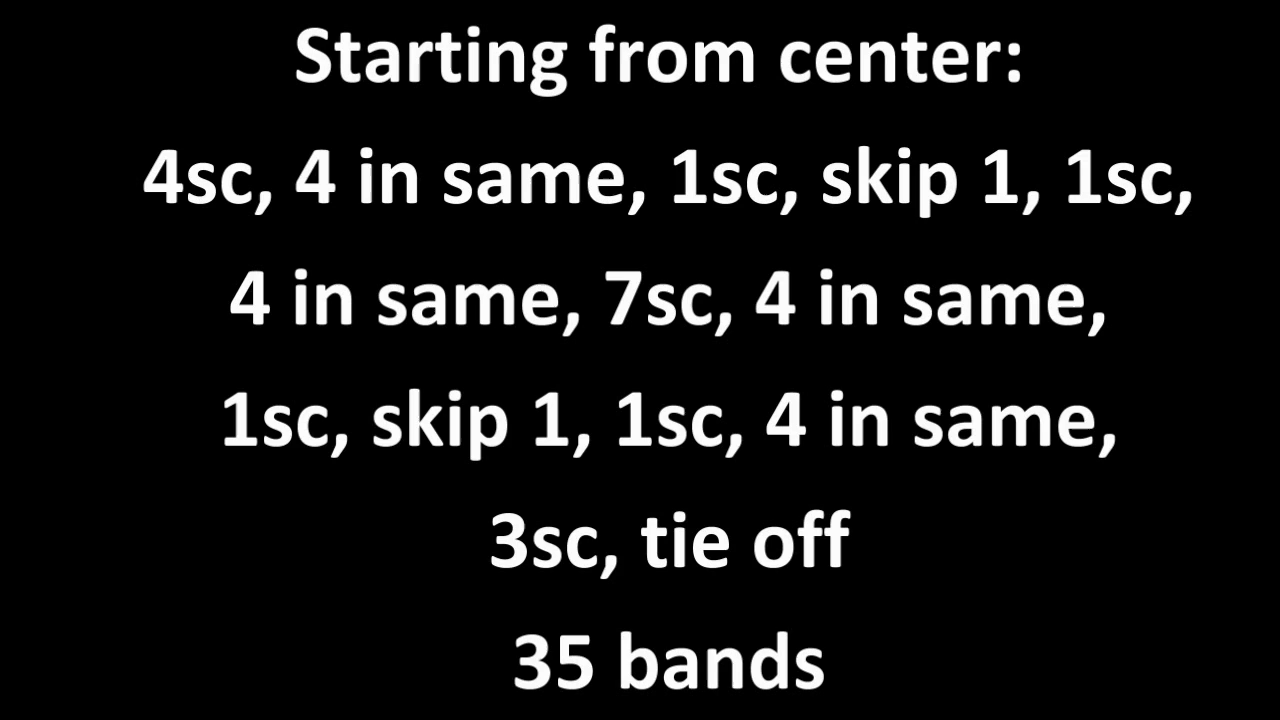 Starting from center:
4sc, 4 in same, 1sc, skip 1, 1sc,
4 in same, 7sc, 4 in same,
1sc, skip 1, 1sc, 4 in same,
3sc, tie off
35 bands